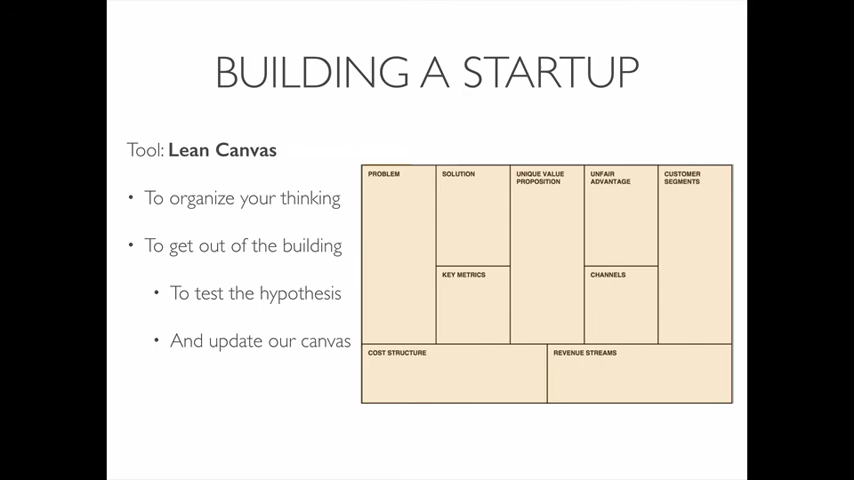 BUILDING A STARTUP
Tool: Lean Canvas
• To organize your thinking
• To get out of the building
• To test the hypothesis
• And update our canvas
PROBLEM
SOLUTION
UNIQUE VALUE
PROPOSITION
UNFAIR
ADVANTAGE
CUSTOMER
SEGMENTS
KEY METRICS
CHANNELS
COST STRUCTURE
REVENUE STREAMS